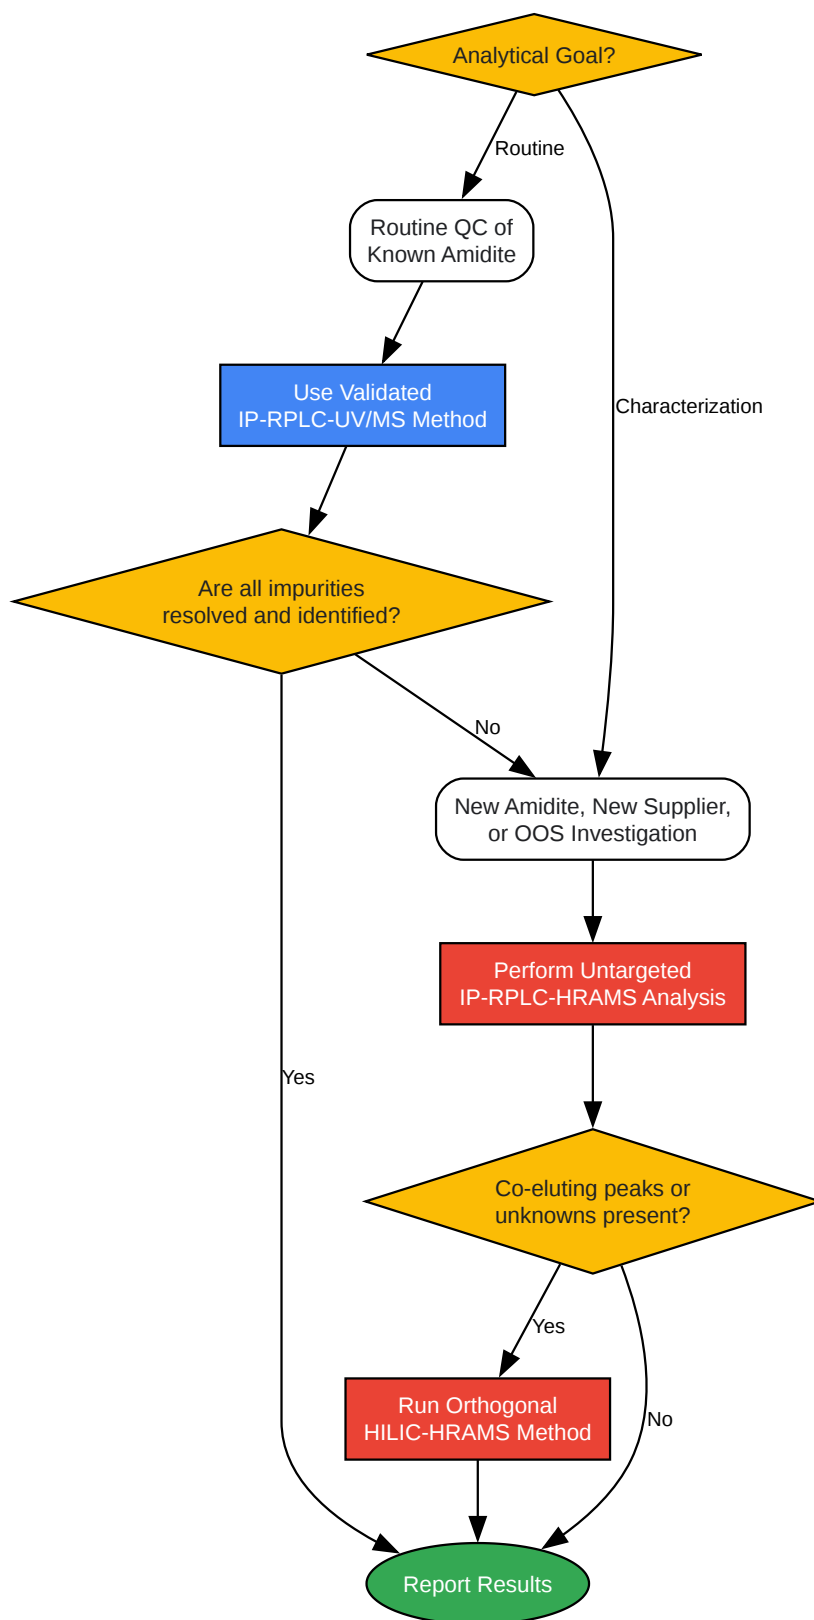 Analytical Goal?
Routine
Routine QC of
Known Amidite
Use Validated
IP-RPLC-UV/MS Method
Characterization
Are all impurities
resolved and identified?
No
New Amidite, New Supplier,
or OOS Investigation
Perform Untargeted
IP-RPLC-HRAMS Analysis
Yes
Co-eluting peaks or
unknowns present?
Yes
Run Orthogonal
HILIC-HRAMS Method
No
Report Results